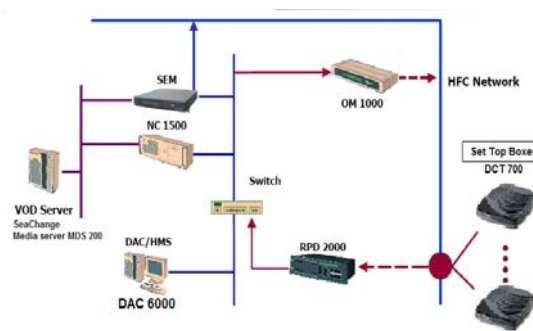 SEM
OM 1000
HFC Network
NC 1500
Set Top Boxes
DCT 700
Switch
VOD Server
SeaChange
Media server MDS 200
DAC/HMS
RPD 2000
DAC 6000